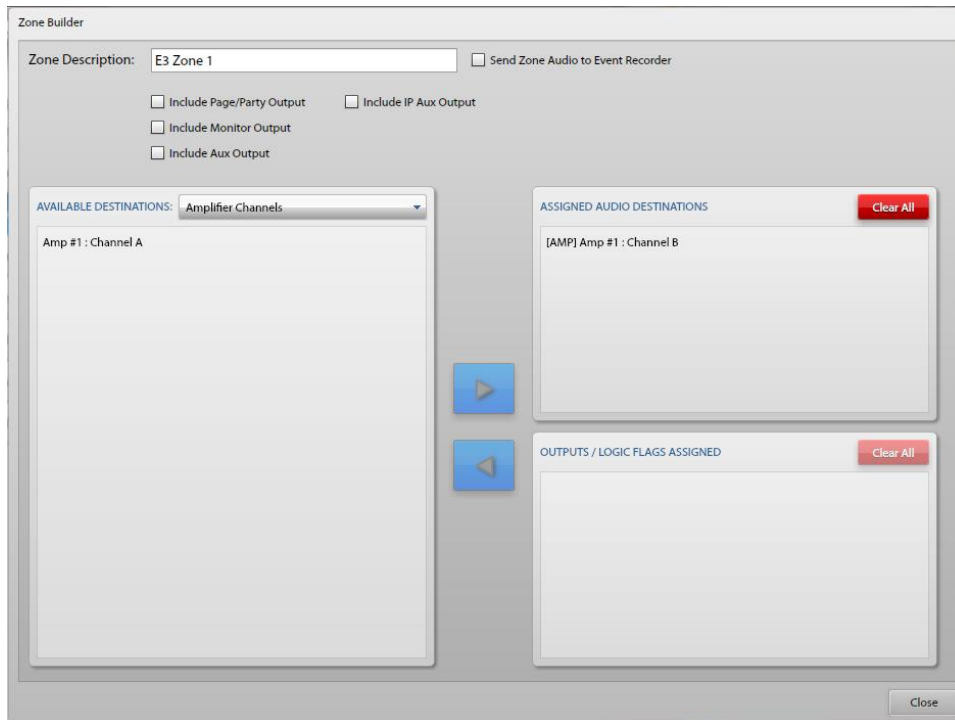 Zone Builder
Zone Description: E3 Zone 1 Send Zone Audio to Event Recorder
Include Page/Party Output Include IP Aux Output
Include Monitor Output
Include Aux Output
AVAILABLE DESTINATIONS: Amplifier Channels
Amp #1 : Channel A
ASSIGNED AUDIO DESTINATIONS Clear All
[AMP] Amp #1 : Channel B
OUTPUTS / LOGIC FLAGS ASSIGNED Clear All
Close